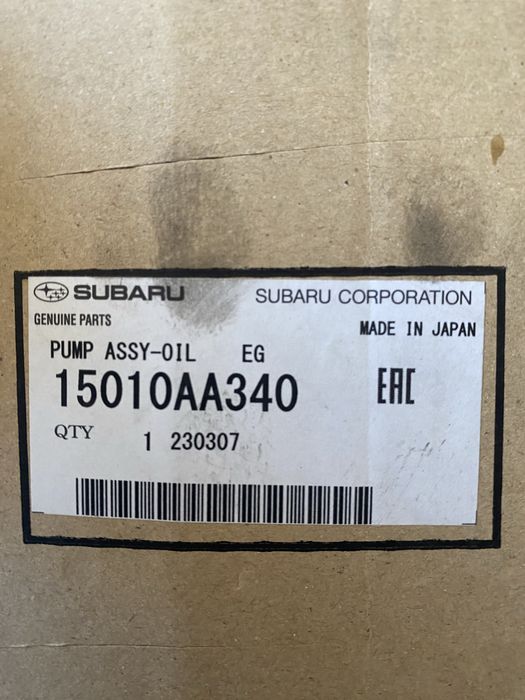 SUBARU SUBARU CORPORATION
GENUINE PARTS MADE IN JAPAN
PUMP ASSY-OIL EG
15010AA340 EAC
QTY 1 230307